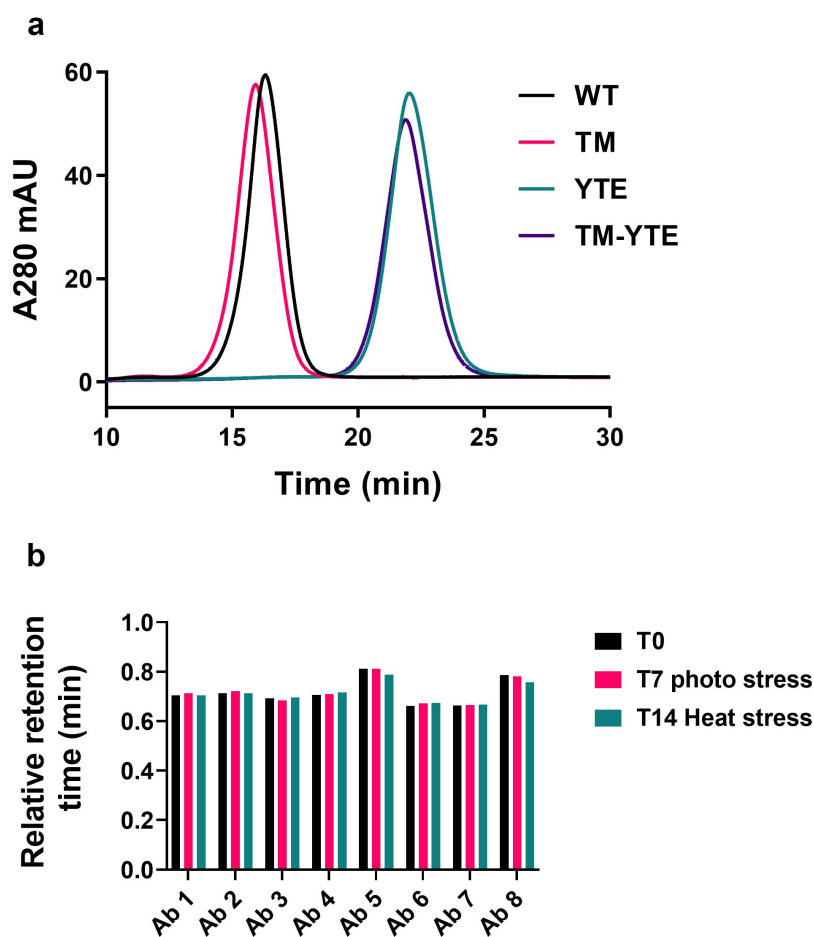 a
A280 mAU
60
40
20
0
10
15
20
25
30
Time (min)
WT
TM
YTE
TM-YTE
b
Relative retention
time (min)
1.0
0.8
0.6
0.4
0.2
0.0
Ab 1
Ab 2
Ab 3
Ab 4
Ab 5
Ab 6
Ab 7
Ab 8
T0
T7 photo stress
T14 Heat stress